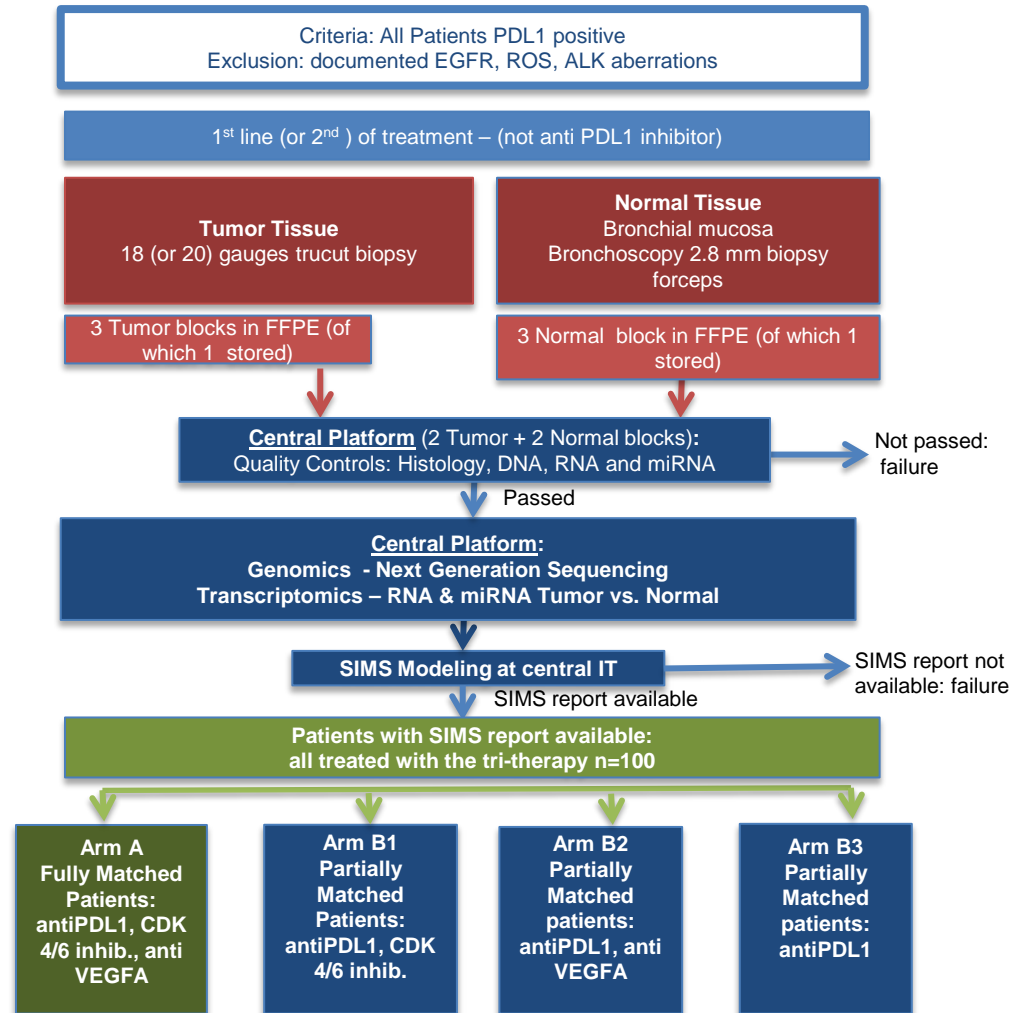 Criteria: All Patients PDL1 positive
Exclusion: documented EGFR, ROS, ALK aberrations
1st line (or 2nd ) of treatment – (not anti PDL1 inhibitor)
Tumor Tissue
18 (or 20) gauges trucut biopsy
Normal Tissue
Bronchial mucosa
Bronchoscopy 2.8 mm biopsy
forceps
3 Tumor blocks in FFPE (of
which 1 stored)
3 Normal block in FFPE (of which 1
stored)
Central Platform (2 Tumor + 2 Normal blocks):
Quality Controls: Histology, DNA, RNA and miRNA
Not passed:
failure
Passed
Central Platform:
Genomics - Next Generation Sequencing
Transcriptomics – RNA & miRNA Tumor vs. Normal
SIMS Modeling at central IT
SIMS report not
available: failure
SIMS report available
Patients with SIMS report available:
all treated with the tri-therapy n=100
Arm A
Fully Matched
Patients:
antiPDL1, CDK
4/6 inhib., anti
VEGFA
Arm B1
Partially
Matched
Patients:
antiPDL1, CDK
4/6 inhib.
Arm B2
Partially
Matched
patients:
antiPDL1, anti
VEGFA
Arm B3
Partially
Matched
patients:
antiPDL1